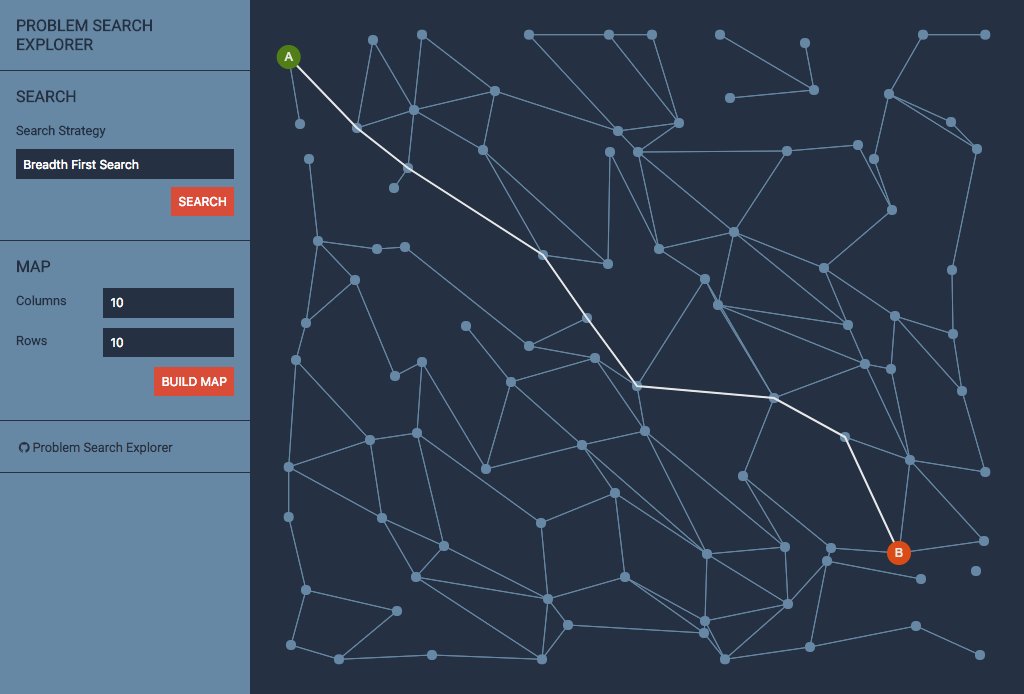 PROBLEM SEARCH
EXPLORER
SEARCH
Search Strategy
Breadth First Search
SEARCH
MAP
Columns 10
Rows 10
BUILD MAP
Problem Search Explorer
A
B